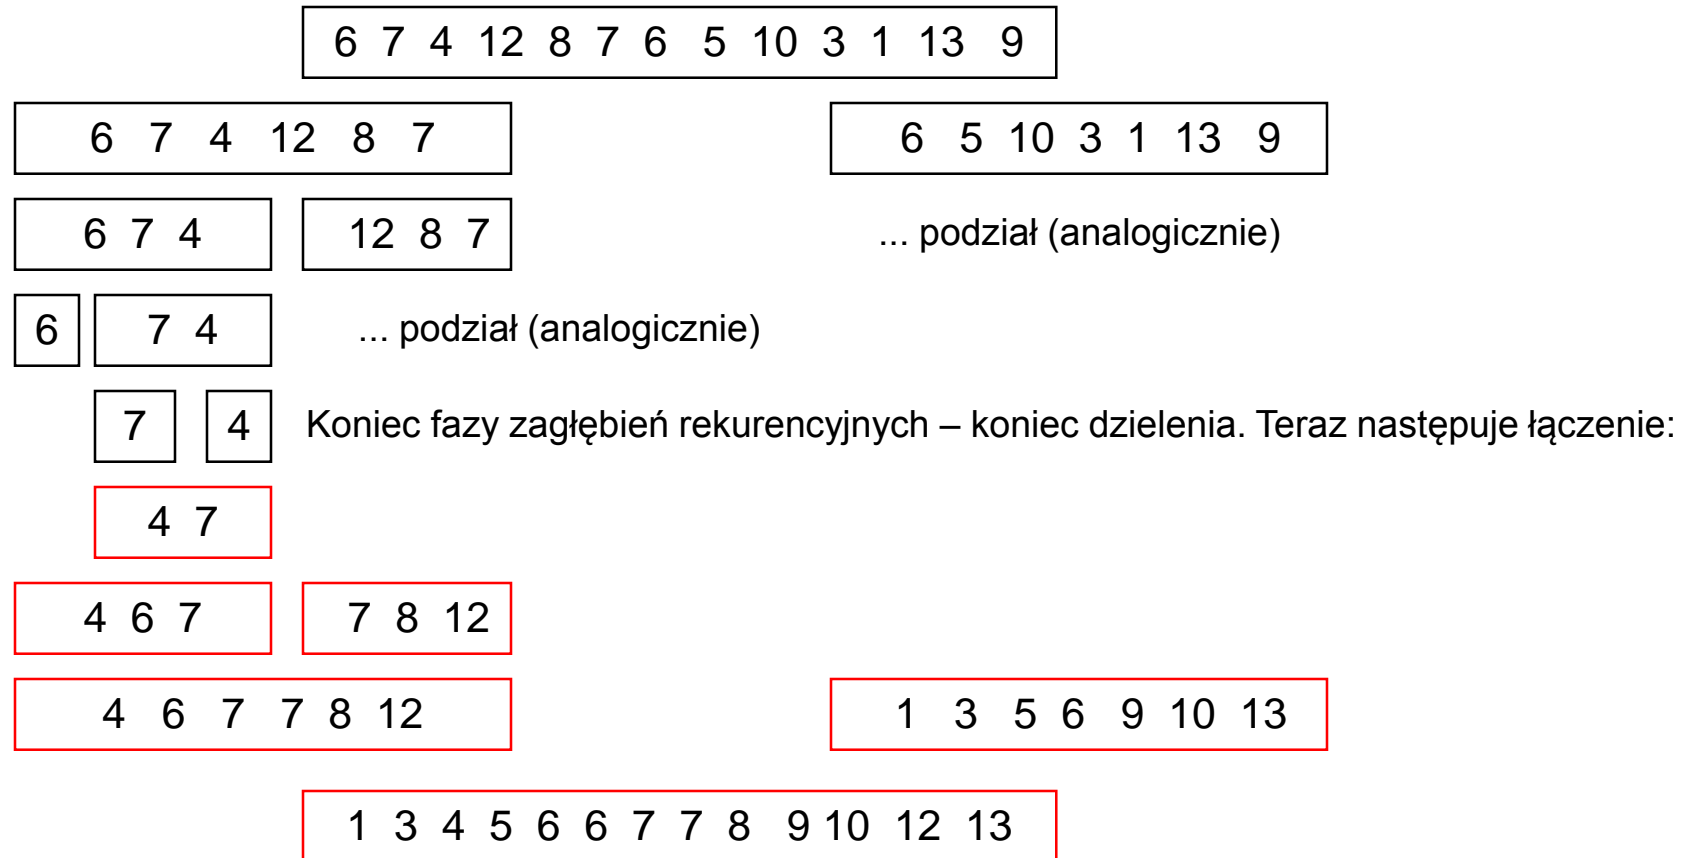 6 7 4 12 8 7 6 5 10 3 1 13 9
6 7 4 12 8 7 6 5 10 3 1 13 9
6 7 4 12 8 7 ... podział (analogicznie)
6 7 4 ... podział (analogicznie)
7 4 Koniec fazy zagłębień rekurencyjnych – koniec dzielenia. Teraz następuje łączenie:
4 7
4 6 7 7 8 12
4 6 7 7 8 12 1 3 5 6 9 10 13
1 3 4 5 6 6 7 7 8 9 10 12 13